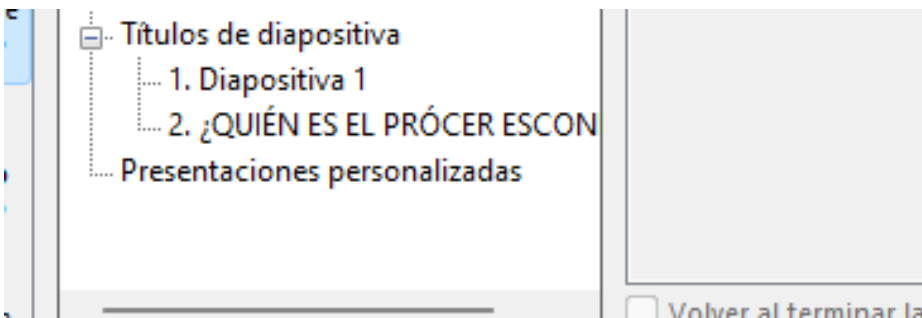 Títulos de diapositiva
1. Diapositiva 1
2. ¿QUIÉN ES EL PRÓCER ESCON
Presentaciones personalizadas
Volver al terminar la